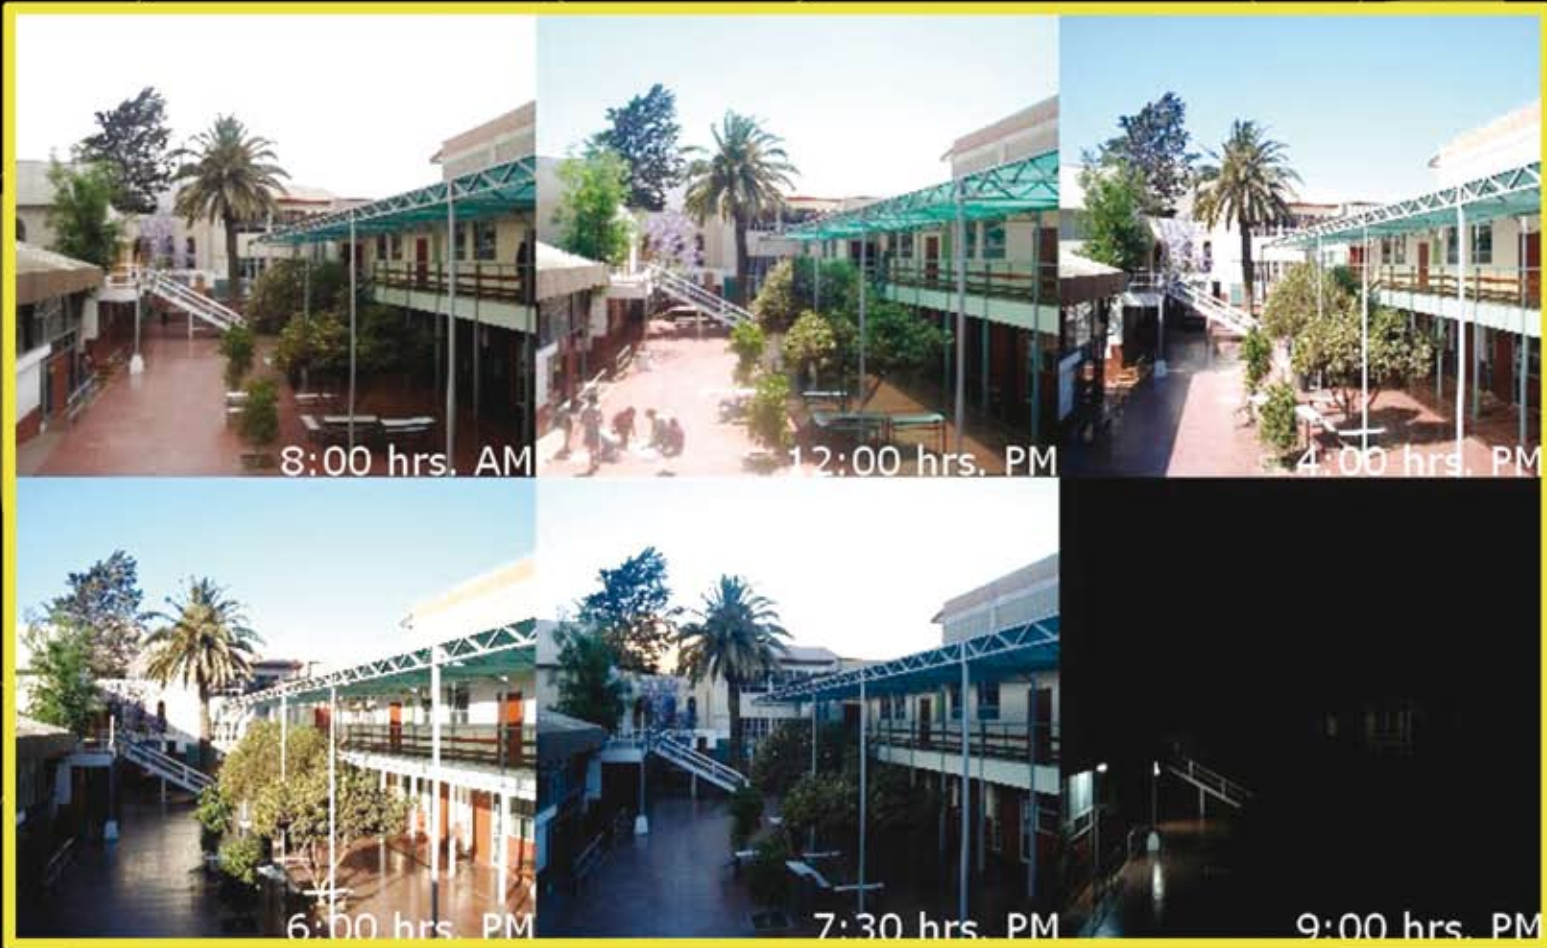 8:00 hrs. AM
12:00 hrs. PM
4:00 hrs. PM
6:00 hrs. PM
7:30 hrs. PM
9:00 hrs. PM